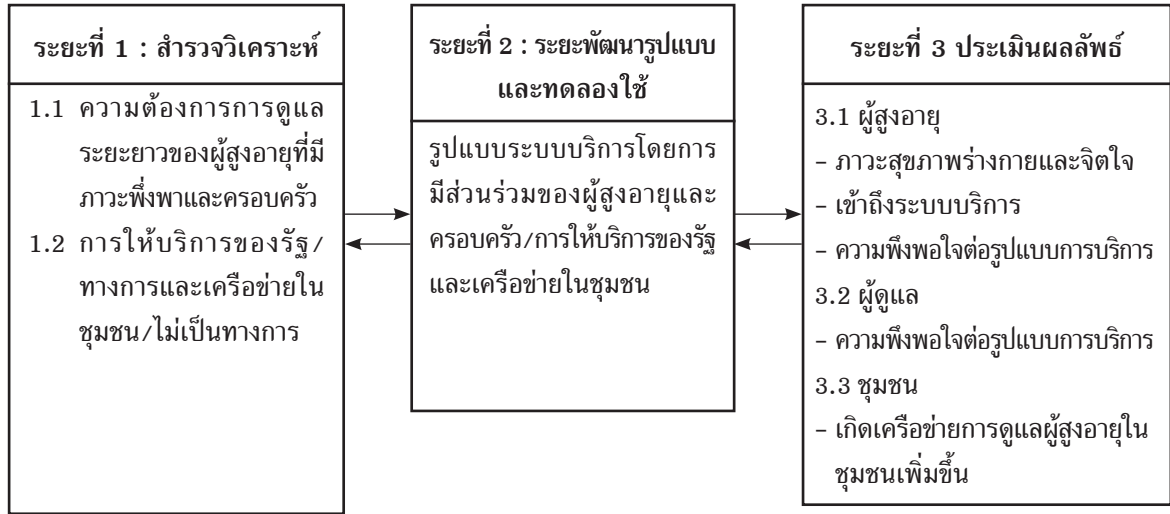 ระยะที่ 1 : สำรวจวิเคราะห์
1.1 ความต้องการการดูแล
ระยะยาวของผู้สูงอายุที่มี
ภาวะพึ่งพาและครอบครัว
1.2 การให้บริการของรัฐ/
ทางการและเครือข่ายใน
ชุมชน/ไม่เป็นทางการ
ระยะที่ 2 : ระยะพัฒนารูปแบบ
และทดลองใช้
รูปแบบระบบบริการโดยการ
มีส่วนร่วมของผู้สูงอายุและ
ครอบครัว/การให้บริการของรัฐ
และเครือข่ายในชุมชน
ระยะที่ 3 ประเมินผลลัพธ์
3.1 ผู้สูงอายุ
- ภาวะสุขภาพร่างกายและจิตใจ
- เข้าถึงระบบบริการ
- ความพึงพอใจต่อรูปแบบการบริการ
3.2 ผู้ดูแล
- ความพึงพอใจต่อรูปแบบการบริการ
3.3 ชุมชน
- เกิดเครือข่ายการดูแลผู้สูงอายุใน
ชุมชนเพิ่มขึ้น